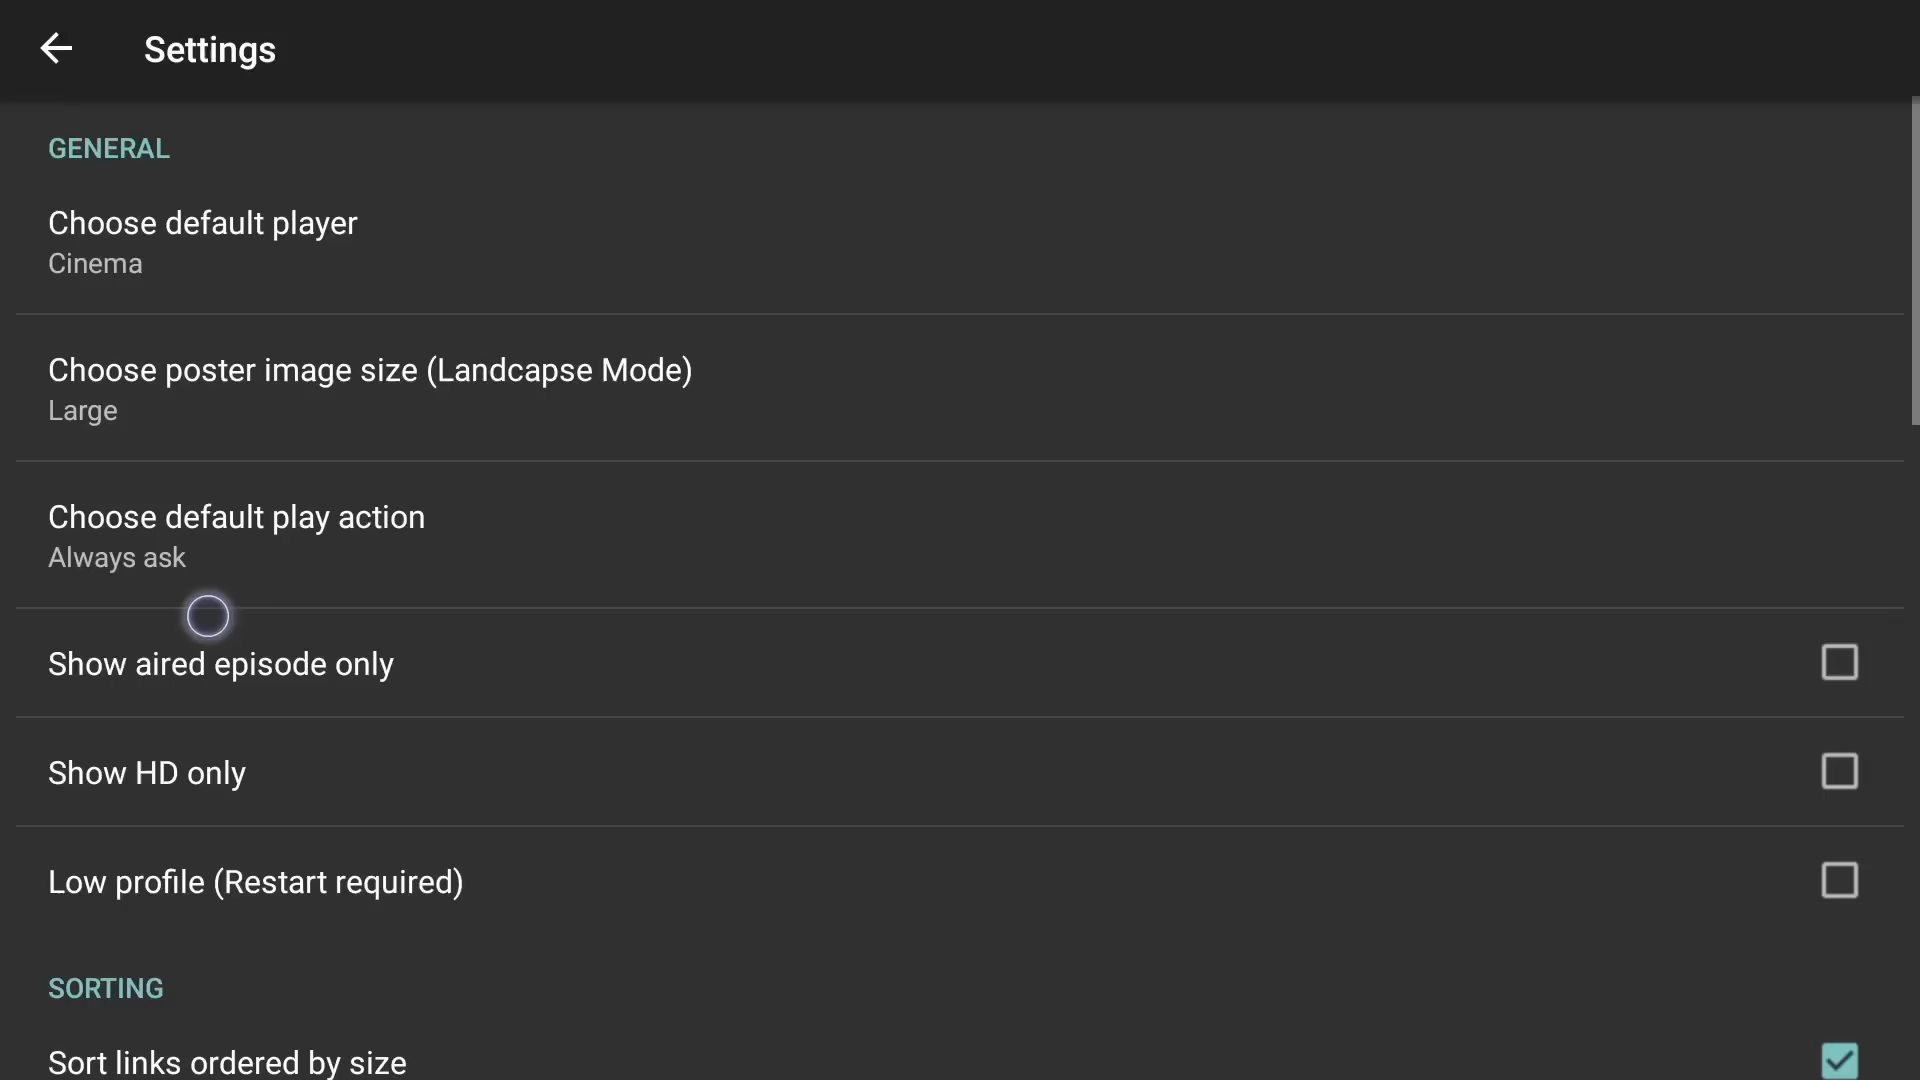 Settings
GENERAL
Choose default player
Cinema
Choose poster image size (Landcapse Mode)
Large
Choose default play action
Always ask
Show aired episode only
Show HD only
Low profile (Restart required)
SORTING
Sort links ordered by size